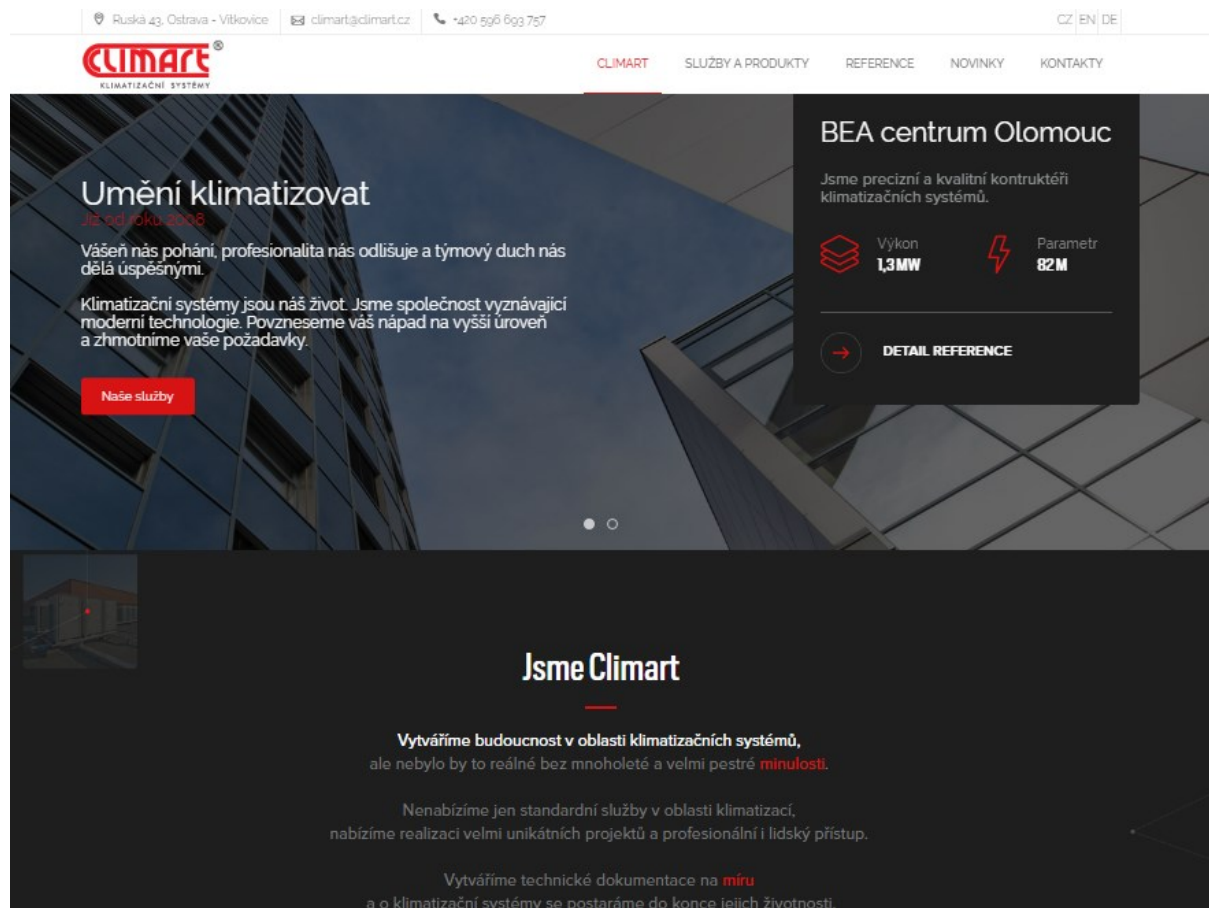 Ruská 43, Ostrava - Vítkovice
climart@climart.cz
+420 596 693 757
CZ EN DE
CLIMART®
KLIMATIZAČNÍ SYSTÉMY
CLIMART
SLUŽBY A PRODUKTY
REFERENCE
NOVINKY
KONTAKTY
Umění klimatizovat
Již od roku 2008
Vášeň nás pohání, profesionalita nás odlišuje a týmový duch nás
dělá úspěšnými.
Klimatizační systémy jsou náš život. Jsme společnost vyznávající
moderní technologie. Povzneseme váš nápad na vyšší úroveň
a zhmotníme vaše požadavky.
Naše služby
BEA centrum Olomouc
Jsme precizní a kvalitní kontruktéři
klimatizačních systémů.
Výkon
1,3 MW
Parametr
82 M
DETAIL REFERENCE
Jsme Climart
Vytváříme budoucnost v oblasti klimatizačních systémů,
ale nebylo by to reálné bez mnoholeté a velmi pestré minulosti.
Nenabízíme jen standardní služby v oblasti klimatizací,
nabízíme realizaci velmi unikátních projektů a profesionální i lidský přístup.
Vytváříme technické dokumentace na míru
a o klimatizační systémy se postaráme do konce jejich životnosti.